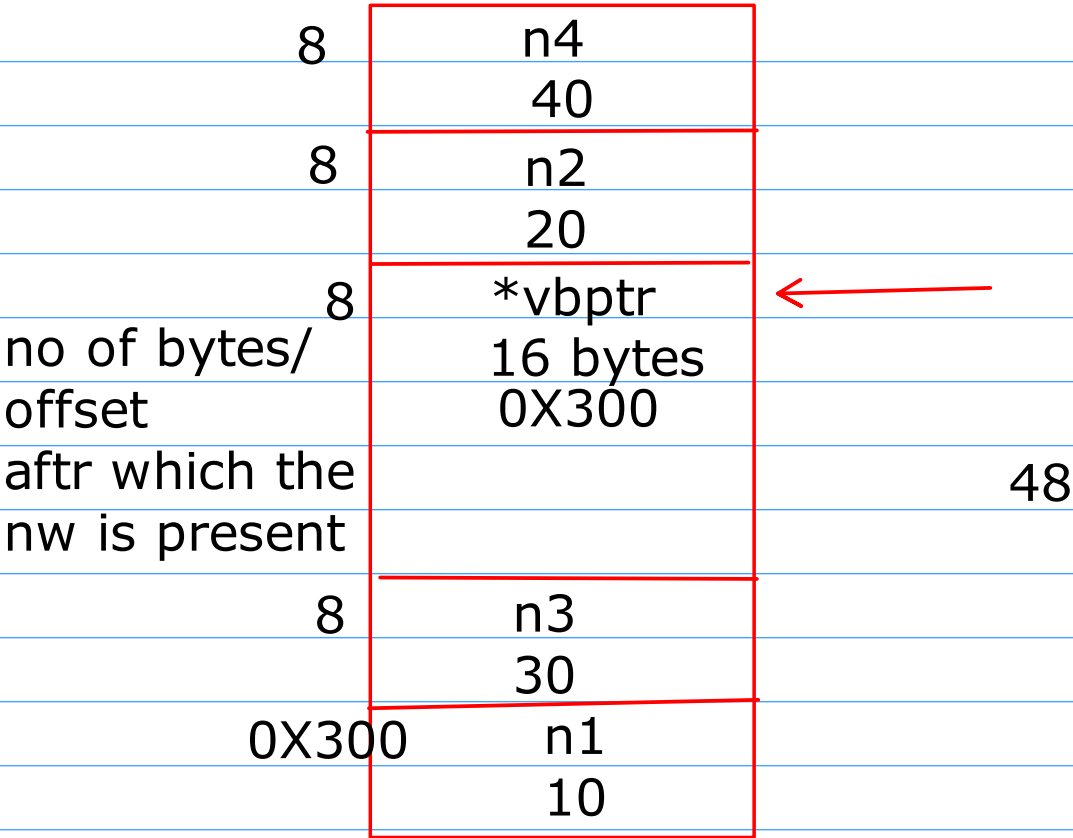 8 n4
40
8 n2
20
8 *vbptr
no of bytes/ 16 bytes
offset 0X300
aftr which the 48
nw is present
8 n3
30
0X300 n1
10